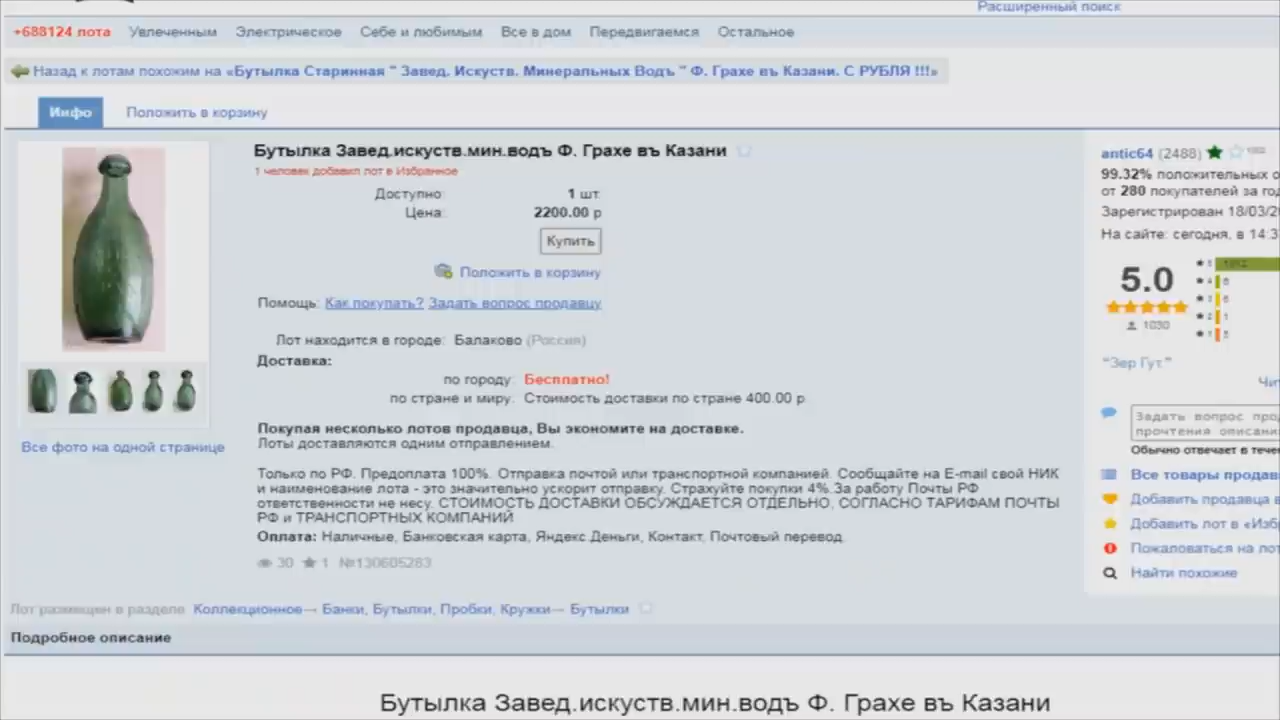 Расширенный поиск
+688124 лота Увлеченным Электрическое Себе и любимым Все в дом Передвигаемся Остальное
Назад к лотам похожим на «Бутылка Старинная " Завед. Искуств. Минеральных Водъ " Ф. Грахе въ Казани. С РУБЛЯ !!!»
Инфо Положить в корзину
Бутылка Завед.искуств.мин.водъ Ф. Грахе въ Казани
1 человек добавил лот в Избранное
Доступно: 1 шт.
Цена: 2200.00 р
Купить
Положить в корзину
Помощь: Как покупать? Задать вопрос продавцу
Лот находится в городе: Балаково (Россия)
Доставка:
по городу: Бесплатно!
по стране и миру: Стоимость доставки по стране 400.00 р
Покупая несколько лотов продавца, Вы экономите на доставке.
Лоты доставляются одним отправлением.
Только по РФ. Предоплата 100%. Отправка почтой или транспортной компанией. Сообщайте на E-mail свой НИК
и наименование лота - это значительно ускорит отправку. Страхуйте покупки 4%.За работу Почты РФ
ответственности не несу. СТОИМОСТЬ ДОСТАВКИ ОБСУЖДАЕТСЯ ОТДЕЛЬНО, СОГЛАСНО ТАРИФАМ ПОЧТЫ
РФ и ТРАНСПОРТНЫХ КОМПАНИЙ
Оплата: Наличные, Банковская карта, Яндекс.Деньги, Контакт, Почтовый перевод
30 1 №130605283
Все фото на одной странице
antic64 (2488)
99.32% положительных о
от 280 покупателей за год
Зарегистрирован 18/03/2
На сайте: сегодня, в 14:3
5.0
1030
"Зер Гут"
Чит
Задать вопрос про
прочтения описани
Обычно отвечает в течен
Все товары продав
Добавить продавца в
Добавить лот в «Изб
Пожаловаться на лот
Найти похожие
Лот размещен в разделе Коллекционное→ Банки, Бутылки, Пробки, Кружки→ Бутылки
Подробное описание
Бутылка Завед.искуств.мин.водъ Ф. Грахе въ Казани